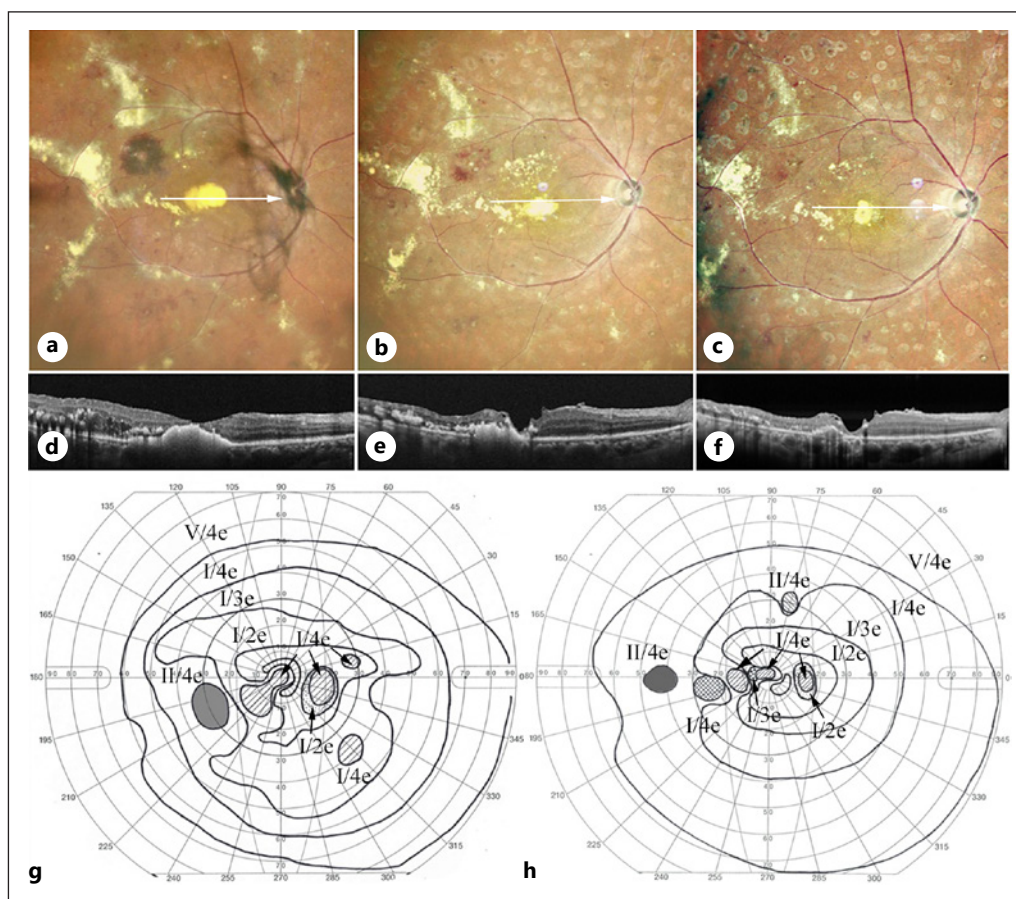 a
b
c
d
e
f
120 105 90 75 60
135 45
150 30
165 15
180 0
195 345
210 330
225 315
240 255 270 285 300
V/4e
I/4e
I/3e
I/2e
I/4e
II/4e
I/2e
I/4e
g
120 105 90 75 60
135 45
150 30
165 15
180 0
195 345
210 330
225 315
240 255 270 285 300
V/4e
II/4e
I/4e
I/4e
I/3e
I/2e
II/4e
I/4e
I/3e
I/2e
h